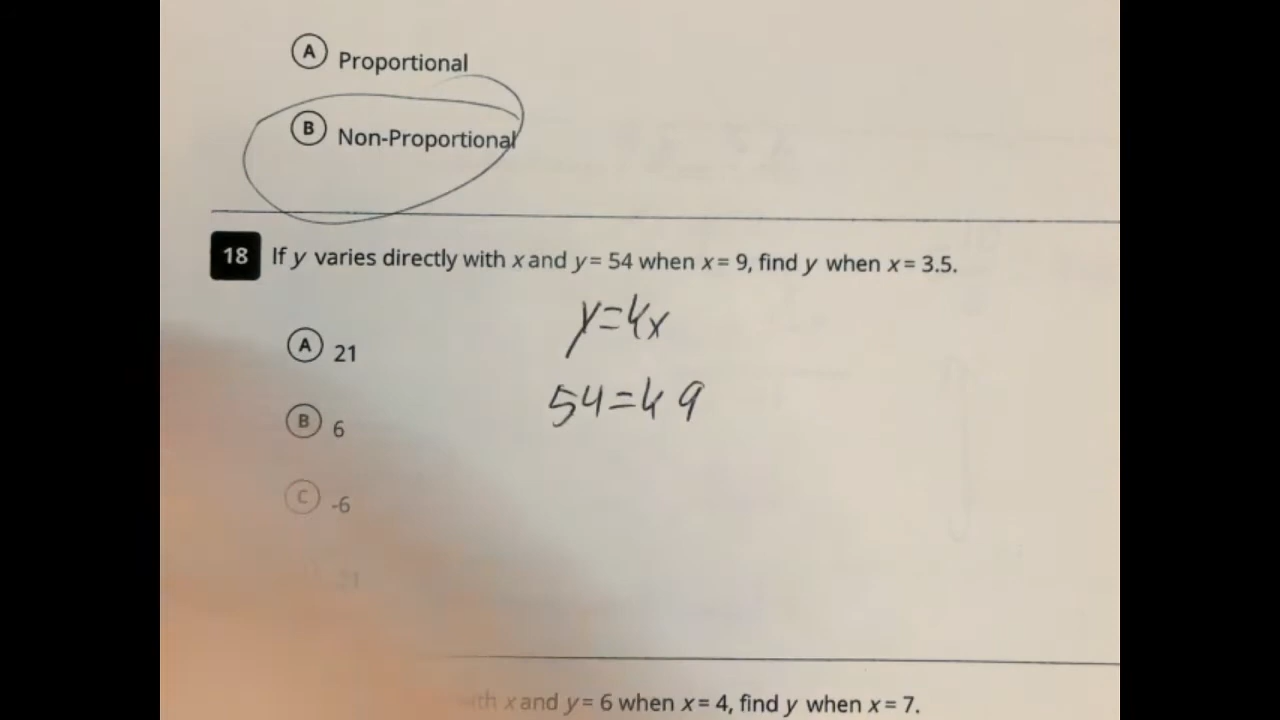 A Proportional
B Non-Proportional
18 If y varies directly with x and y = 54 when x = 9, find y when x = 3.5.
y=kx
A 21
54=k 9
B 6
C -6
x and y = 6 when x = 4, find y when x = 7.